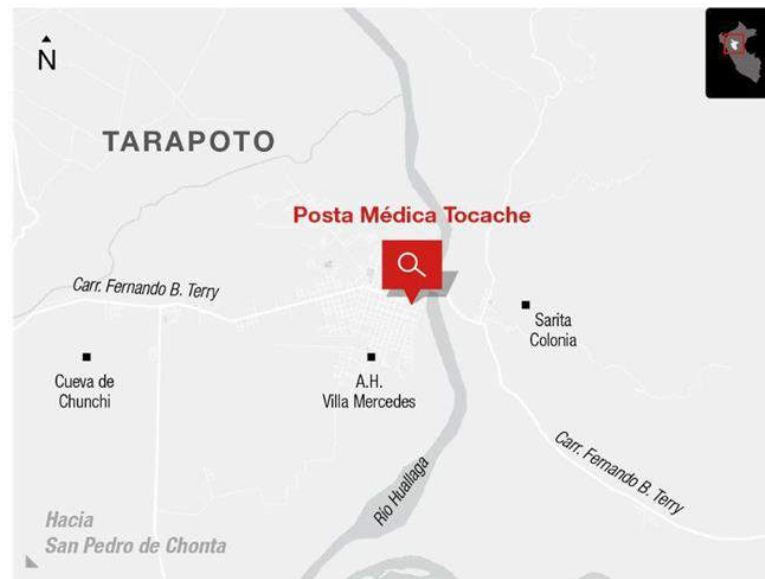 N
TARAPOTO
Posta Médica Tocache
Carr. Fernando B. Terry
Sarita
Colonia
Cueva de
Chunchi
A.H.
Villa Mercedes
Río Huallaga
Carr. Fernando B. Terry
Hacia
San Pedro de Chonta